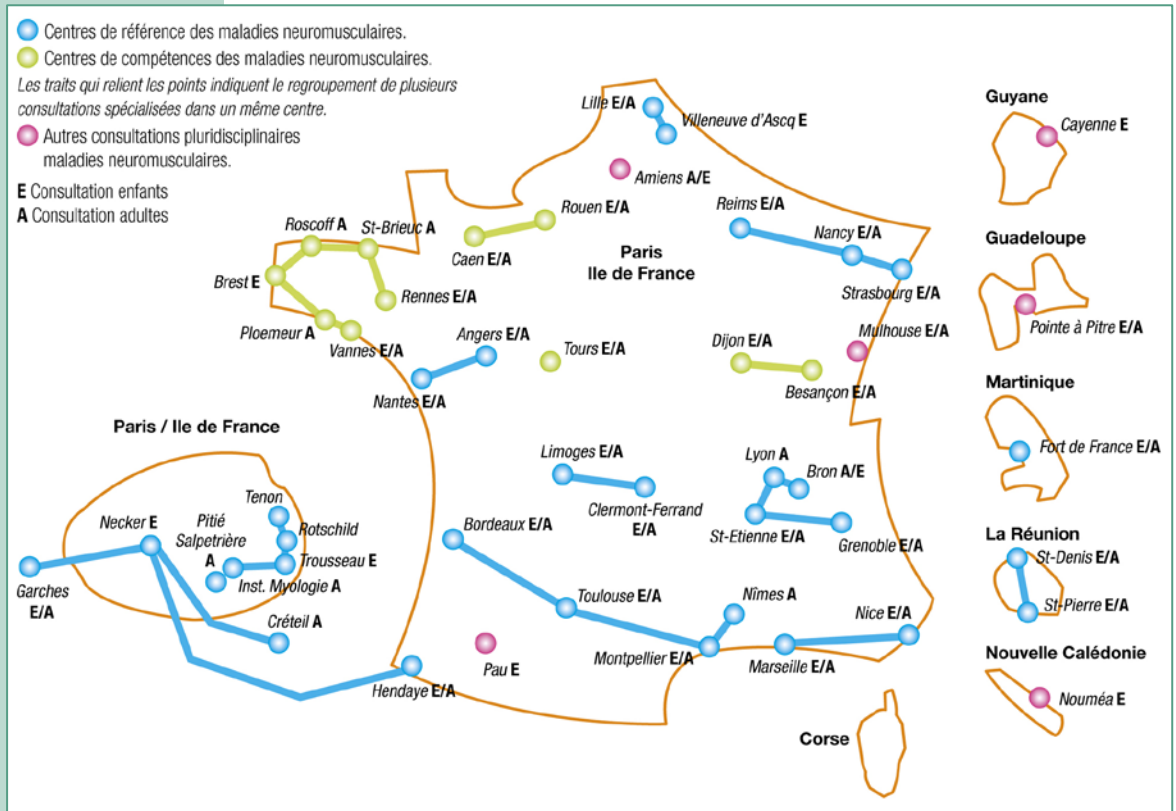 Centres de référence des maladies neuromusculaires.
Centres de compétences des maladies neuromusculaires.
Les traits qui relient les points indiquent le regroupement de plusieurs
consultations spécialisées dans un même centre.
Autres consultations pluridisciplinaires
maladies neuromusculaires.
E Consultation enfants
A Consultation adultes
Lille E/A
Villeneuve d'Ascq E
Amiens A/E
Rouen E/A
Caen E/A
Reims E/A
Nancy E/A
Strasbourg E/A
Paris
Ile de France
Roscoff A
St-Brieuc A
Brest E
Rennes E/A
Ploemeur A
Vannes E/A
Angers E/A
Nantes E/A
Tours E/A
Dijon E/A
Besançon E/A
Mulhouse E/A
Limoges E/A
Clermont-Ferrand
E/A
Lyon A
Bron A/E
St-Etienne E/A
Grenoble E/A
Bordeaux E/A
Toulouse E/A
Nîmes A
Montpellier E/A
Marseille E/A
Nice E/A
Pau E
Hendaye E/A
Corse
Paris / Ile de France
Tenon
Rotschild
Trousseau E
Necker E
Pitié
Salpetrière
A
Inst. Myologie A
Garches
E/A
Créteil A
Guyane
Cayenne E
Guadeloupe
Pointe à Pitre E/A
Martinique
Fort de France E/A
La Réunion
St-Denis E/A
St-Pierre E/A
Nouvelle Calédonie
Nouméa E